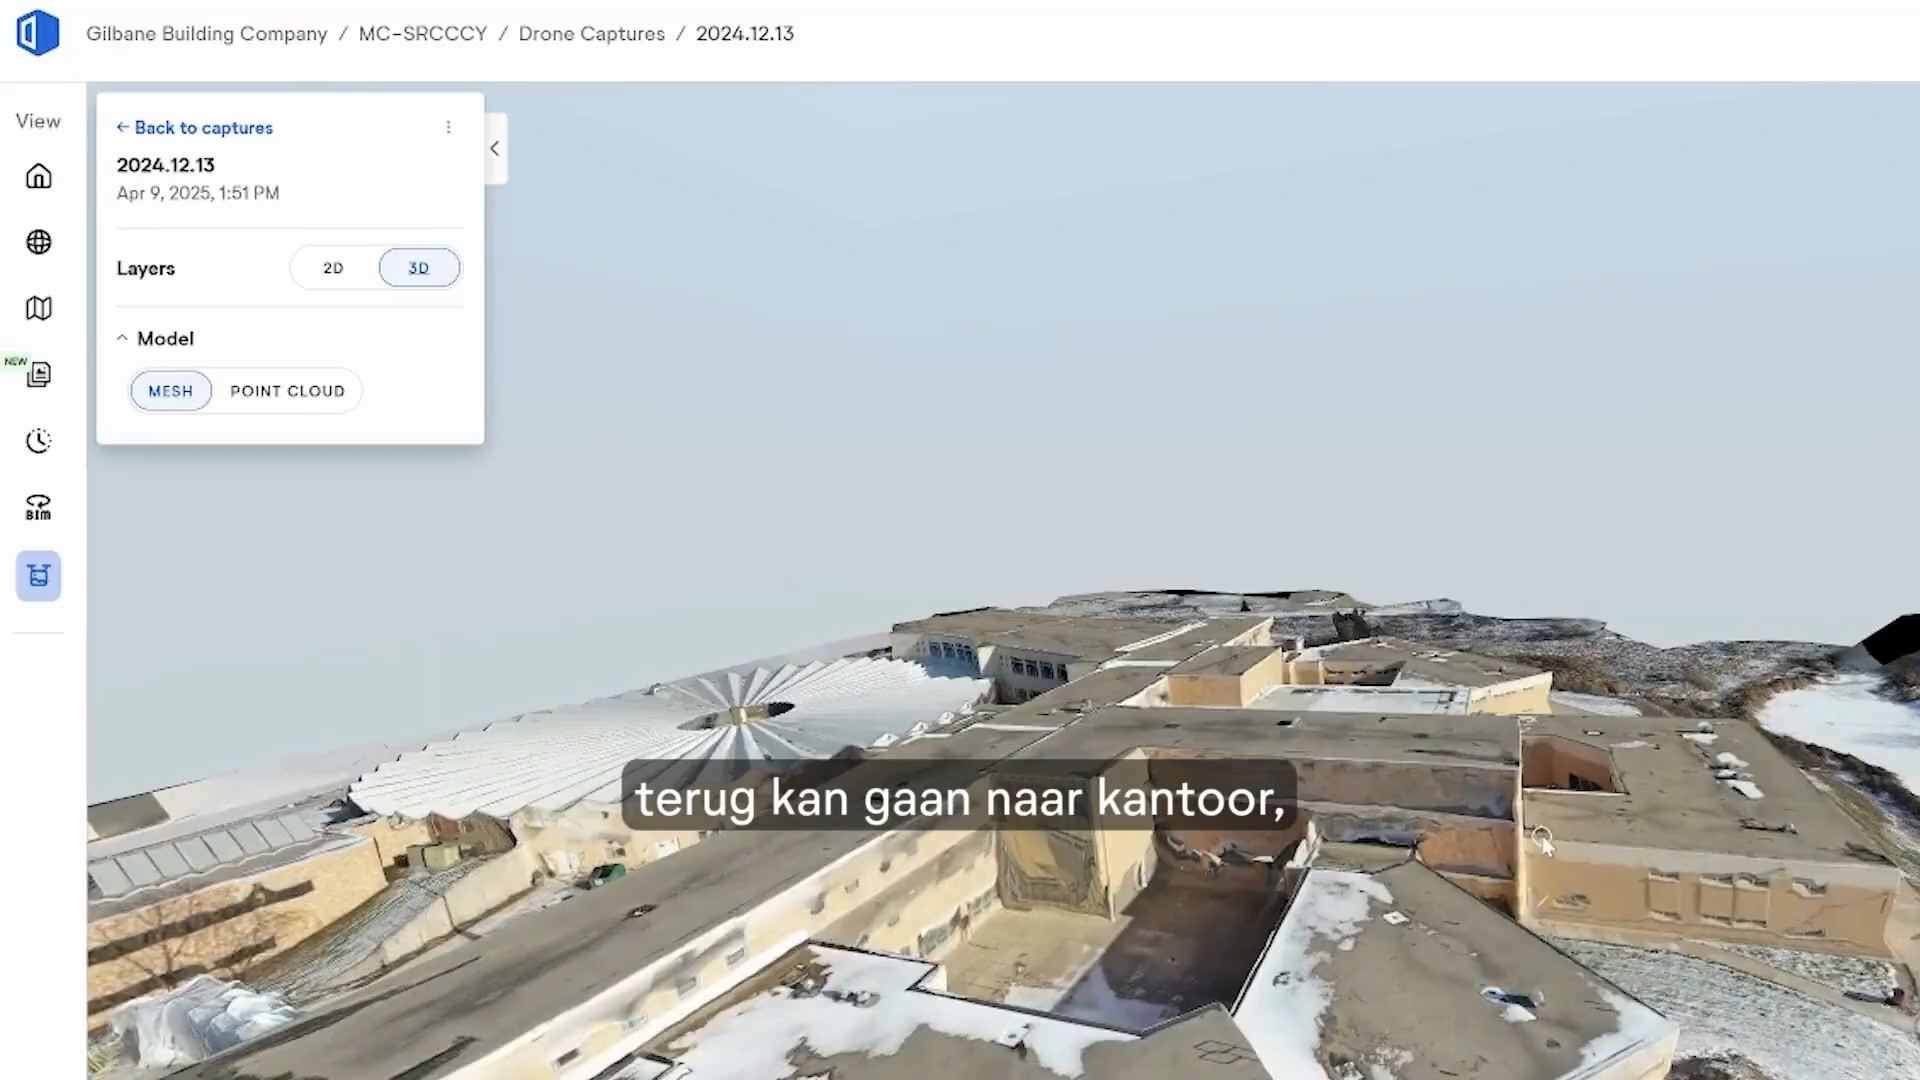 Gilbane Building Company / MC-SRCCCY / Drone Captures / 2024.12.13
View
← Back to captures
2024.12.13
Apr 9, 2025, 1:51 PM
Layers
2D
3D
Model
MESH
POINT CLOUD
NEW
BIM
terug kan gaan naar kantoor,